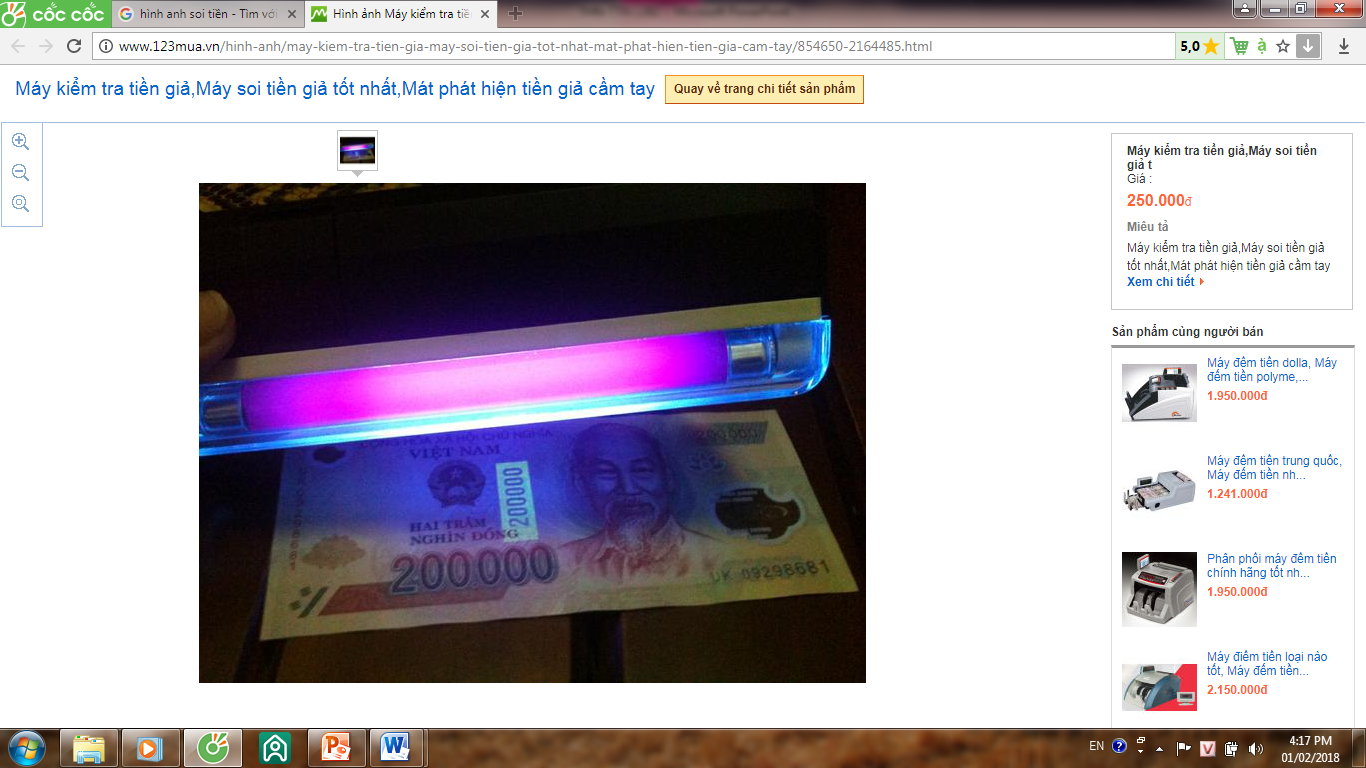 cốc cốc
hình anh soi tiền - Tìm với
Hình ảnh Máy kiểm tra tiề
www.123mua.vn/hinh-anh/may-kiem-tra-tien-gia-may-soi-tien-gia-tot-nhat-mat-phat-hien-tien-gia-cam-tay/854650-2164485.html
5,0
Máy kiểm tra tiền giả,Máy soi tiền giả tốt nhất,Mát phát hiện tiền giả cầm tay
Quay về trang chi tiết sản phẩm
CỘNG HÒA XÃ HỘI CHỦ NGHĨA
VIỆT NAM
200.000
200000
HAI TRĂM
NGHÌN ĐỒNG
200.000
UK 09298681
Máy kiểm tra tiền giả,Máy soi tiền
giả t
Giá :
250.000đ
Miêu tả
Máy kiểm tra tiền giả,Máy soi tiền giả
tốt nhất,Mát phát hiện tiền giả cầm tay
Xem chi tiết
Sản phẩm cùng người bán
Máy đếm tiền dolla, Máy
đếm tiền polyme,...
1.950.000đ
Máy đếm tiền trung quốc,
Máy đếm tiền nh...
1.241.000đ
Phân phối máy đếm tiền
chính hãng tốt nh...
1.950.000đ
Máy điếm tiền loại nào
tốt, Máy đếm tiền...
2.150.000đ
EN
4:17 PM
01/02/2018